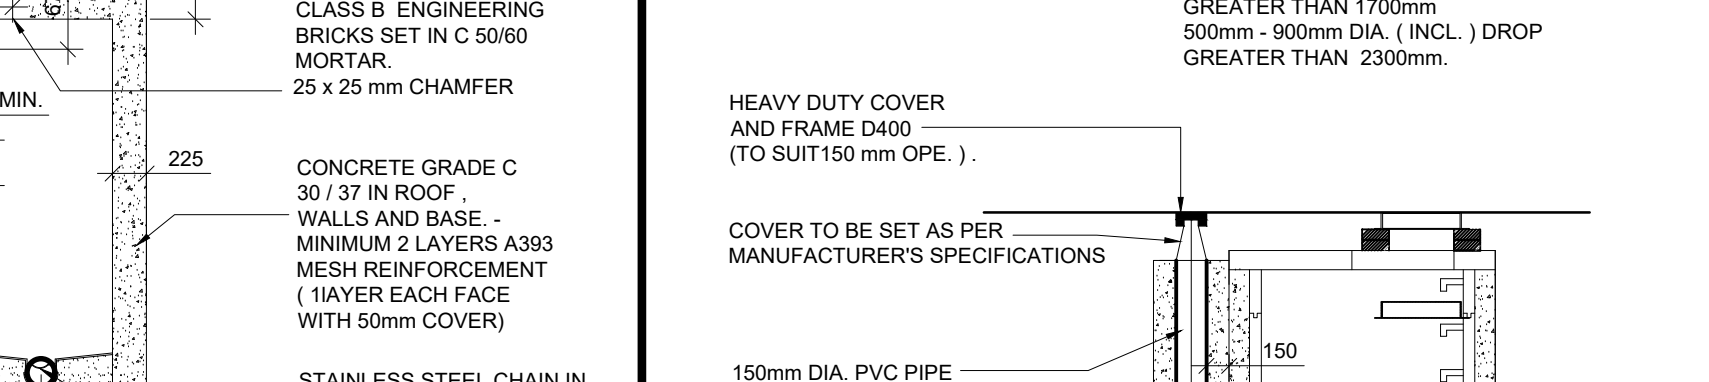 CLASS B ENGINEERING
BRICKS SET IN C 50/60
MORTAR.
25 x 25 mm CHAMFER
MIN.
225
CONCRETE GRADE C
30 / 37 IN ROOF ,
WALLS AND BASE. -
MINIMUM 2 LAYERS A393
MESH REINFORCEMENT
( 1lAYER EACH FACE
WITH 50mm COVER)
STAINLESS STEEL CHAIN IN
GREATER THAN 1700mm
500mm - 900mm DIA. ( INCL. ) DROP
GREATER THAN 2300mm.
HEAVY DUTY COVER
AND FRAME D400
(TO SUIT150 mm OPE. ) .
COVER TO BE SET AS PER
MANUFACTURER'S SPECIFICATIONS
150
150mm DIA. PVC PIPE